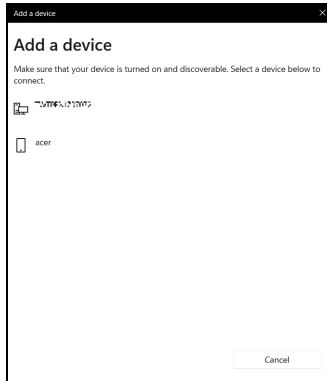 Add a device
Add a device
Make sure that your device is turned on and discoverable. Select a device below to
connect.
acer
Cancel